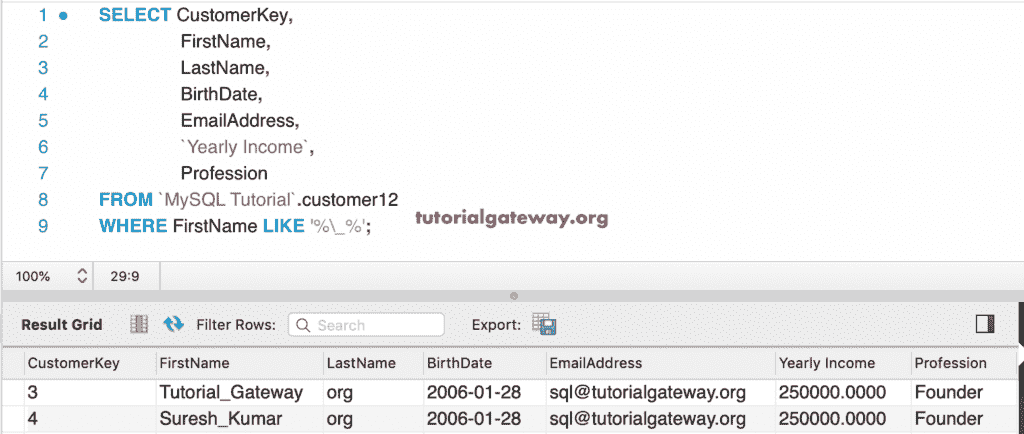 1 SELECT CustomerKey,
2 FirstName,
3 LastName,
4 BirthDate,
5 EmailAddress,
6 `Yearly Income`,
7 Profession
8 FROM `MySQL Tutorial`.customer12
9 WHERE FirstName LIKE '%\_%';
tutorialgateway.org
100% 29:9
Result Grid Filter Rows: Search Export:
CustomerKey FirstName LastName BirthDate EmailAddress Yearly Income Profession
3 Tutorial_Gateway org 2006-01-28 sql@tutorialgateway.org 250000.0000 Founder
4 Suresh_Kumar org 2006-01-28 sql@tutorialgateway.org 250000.0000 Founder